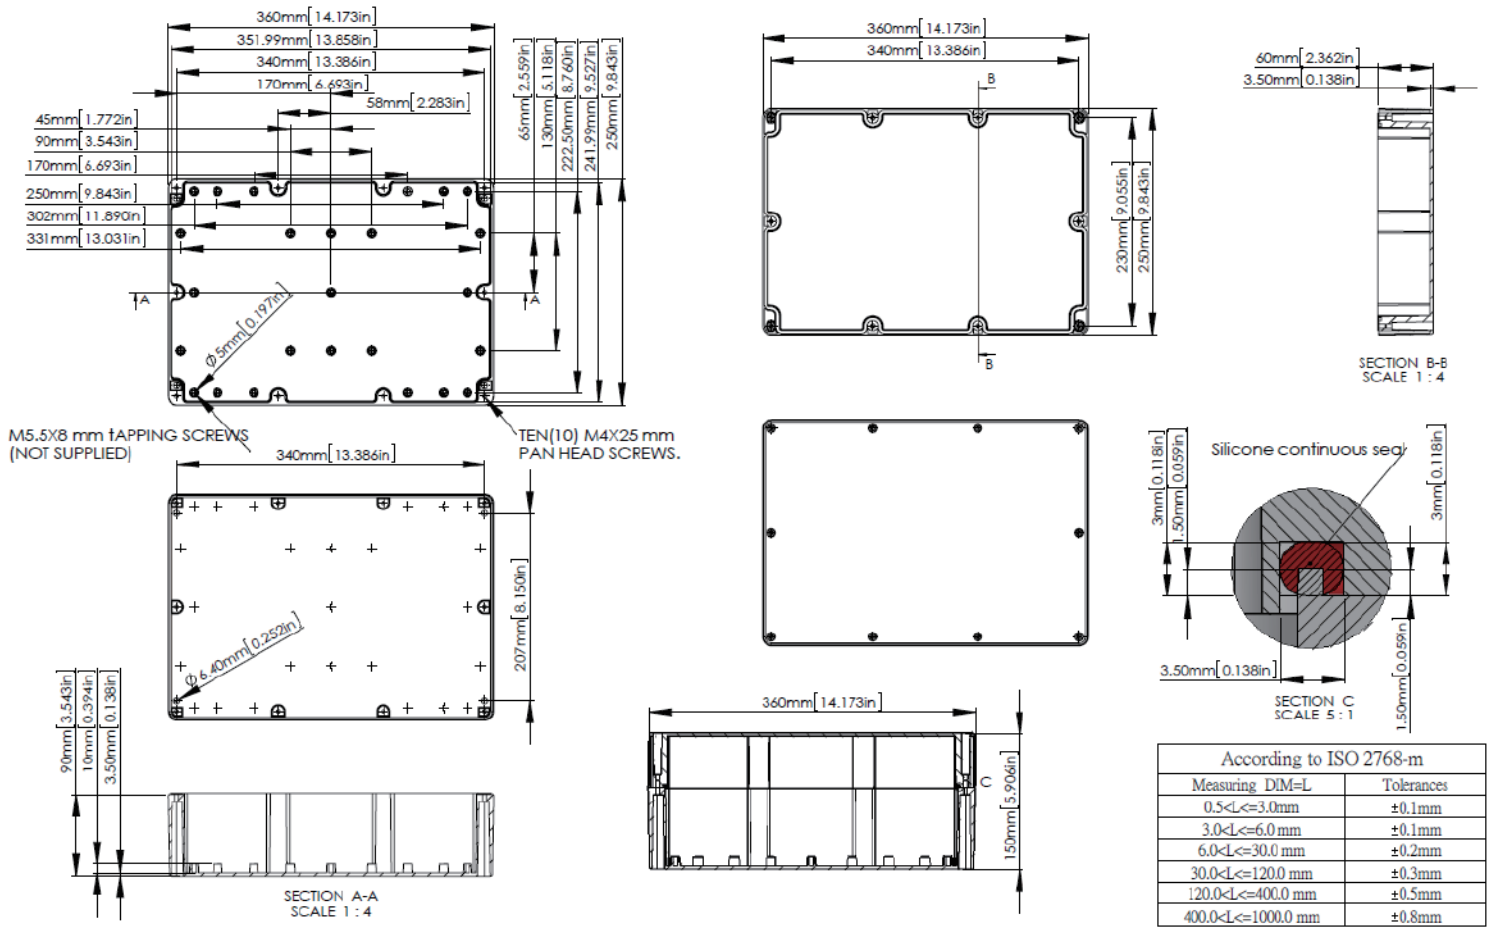 360mm[14.173in]
351.99mm[13.858in]
340mm[13.386in]
170mm[6.693in]
58mm[2.283in]
45mm[1.772in]
90mm[3.543in]
170mm[6.693in]
250mm[9.843in]
302mm[11.890in]
331mm[13.031in]
65mm[2.559in]
130mm[5.118in]
222.50mm[8.760in]
241.99mm[9.527in]
250mm[9.843in]
A
A
Φ5mm[0.197in]
M5.5X8 mm tAPPING SCREWS
(NOT SUPPLIED)
TEN(10) M4X25 mm
PAN HEAD SCREWS.
360mm[14.173in]
340mm[13.386in]
B
B
230mm[9.055in]
250mm[9.843in]
60mm[2.362in]
3.50mm[0.138in]
SECTION B-B
SCALE 1 : 4
340mm[13.386in]
207mm[8.150in]
Φ6.40mm[0.252in]
90mm[3.543in]
10mm[0.394in]
3.50mm[0.138in]
SECTION A-A
SCALE 1 : 4
360mm[14.173in]
150mm[5.906in]
C
Silicone continuous seal
3mm[0.118in]
1.50mm[0.059in]
3mm[0.118in]
3.50mm[0.138in]
1.50mm[0.059in]
SECTION C
SCALE 5 : 1
According to ISO 2768-m
Measuring DIM=L Tolerances
0.5<L<=3.0mm ±0.1mm
3.0<L<=6.0 mm ±0.1mm
6.0<L<=30.0 mm ±0.2mm
30.0<L<=120.0 mm ±0.3mm
120.0<L<=400.0 mm ±0.5mm
400.0<L<=1000.0 mm ±0.8mm